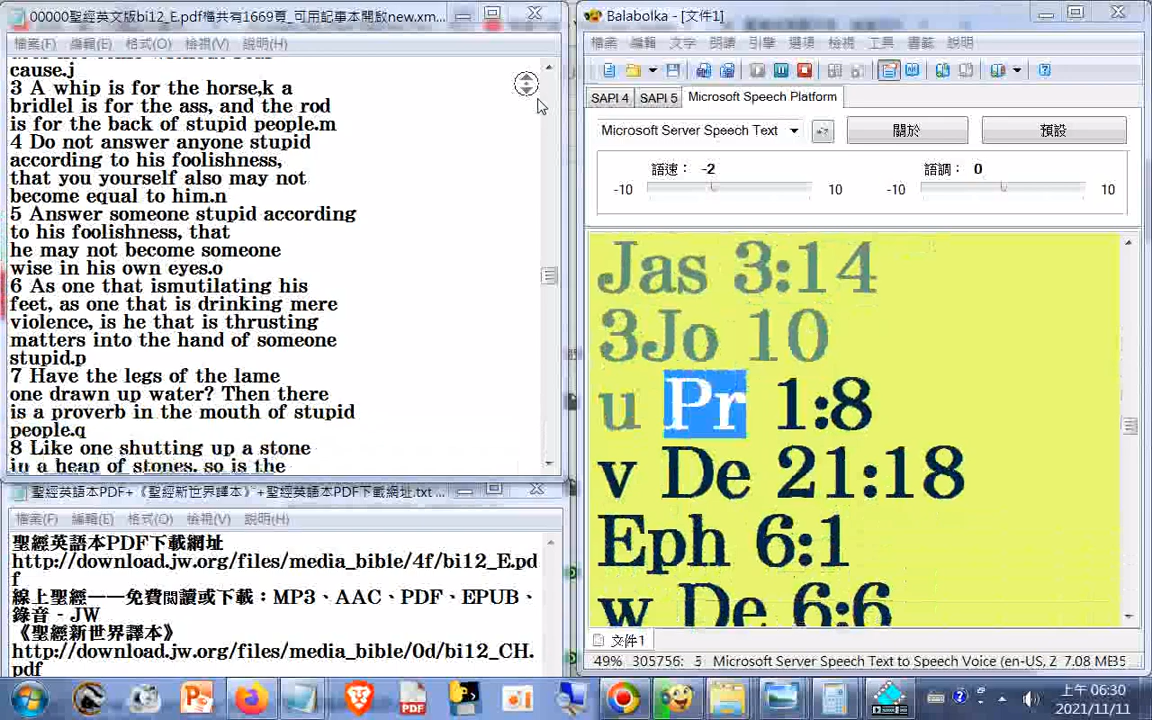 00000聖經英文版bi12_E.pdf檔共有1669頁_可用記事本開啟new.xm...
檔案(F) 編輯(E) 格式(O) 檢視(V) 說明(H)
cause.j
3 A whip is for the horse,k a
bridlel is for the ass, and the rod
is for the back of stupid people.m
4 Do not answer anyone stupid
according to his foolishness,
that you yourself also may not
become equal to him.n
5 Answer someone stupid according
to his foolishness, that
he may not become someone
wise in his own eyes.o
6 As one that ismutilating his
feet, as one that is drinking mere
violence, is he that is thrusting
matters into the hand of someone
stupid.p
7 Have the legs of the lame
one drawn up water? Then there
is a proverb in the mouth of stupid
people.q
8 Like one shutting up a stone
in a heap of stones, so is the
聖經英語本PDF+《聖經新世界譯本》+聖經英語本PDF下載網址.txt ...
檔案(F) 編輯(E) 格式(O) 檢視(V) 說明(H)
聖經英語本PDF下載網址
http://download.jw.org/files/media_bible/4f/bi12_E.pd
f
線上聖經——免費閱讀或下載：MP3、AAC、PDF、EPUB、
錄音 - JW
《聖經新世界譯本》
http://download.jw.org/files/media_bible/0d/bi12_CH.
pdf
Balabolka - [文件1]
檔案 編輯 文字 朗讀 引擎 選項 檢視 工具 書籤 說明
SAPI 4 SAPI 5 Microsoft Speech Platform
Microsoft Server Speech Text 關於 預設
語速： -2 語調： 0
-10 10 -10 10
Jas 3:14
3Jo 10
u Pr 1:8
v De 21:18
Eph 6:1
w De 6:6
文件1
49% 305756: 5 Microsoft Server Speech Text to Speech Voice (en-US, Z 7.08 MB 35
上午 06:30
2021/11/11